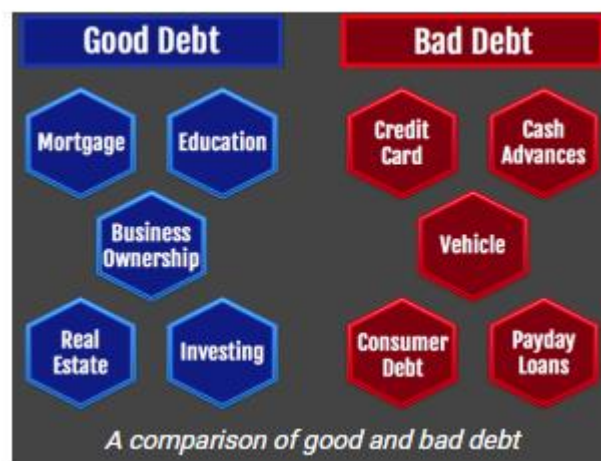 Good Debt
Mortgage
Education
Business
Ownership
Real
Estate
Investing
Bad Debt
Credit
Card
Cash
Advances
Vehicle
Consumer
Debt
Payday
Loans
A comparison of good and bad debt